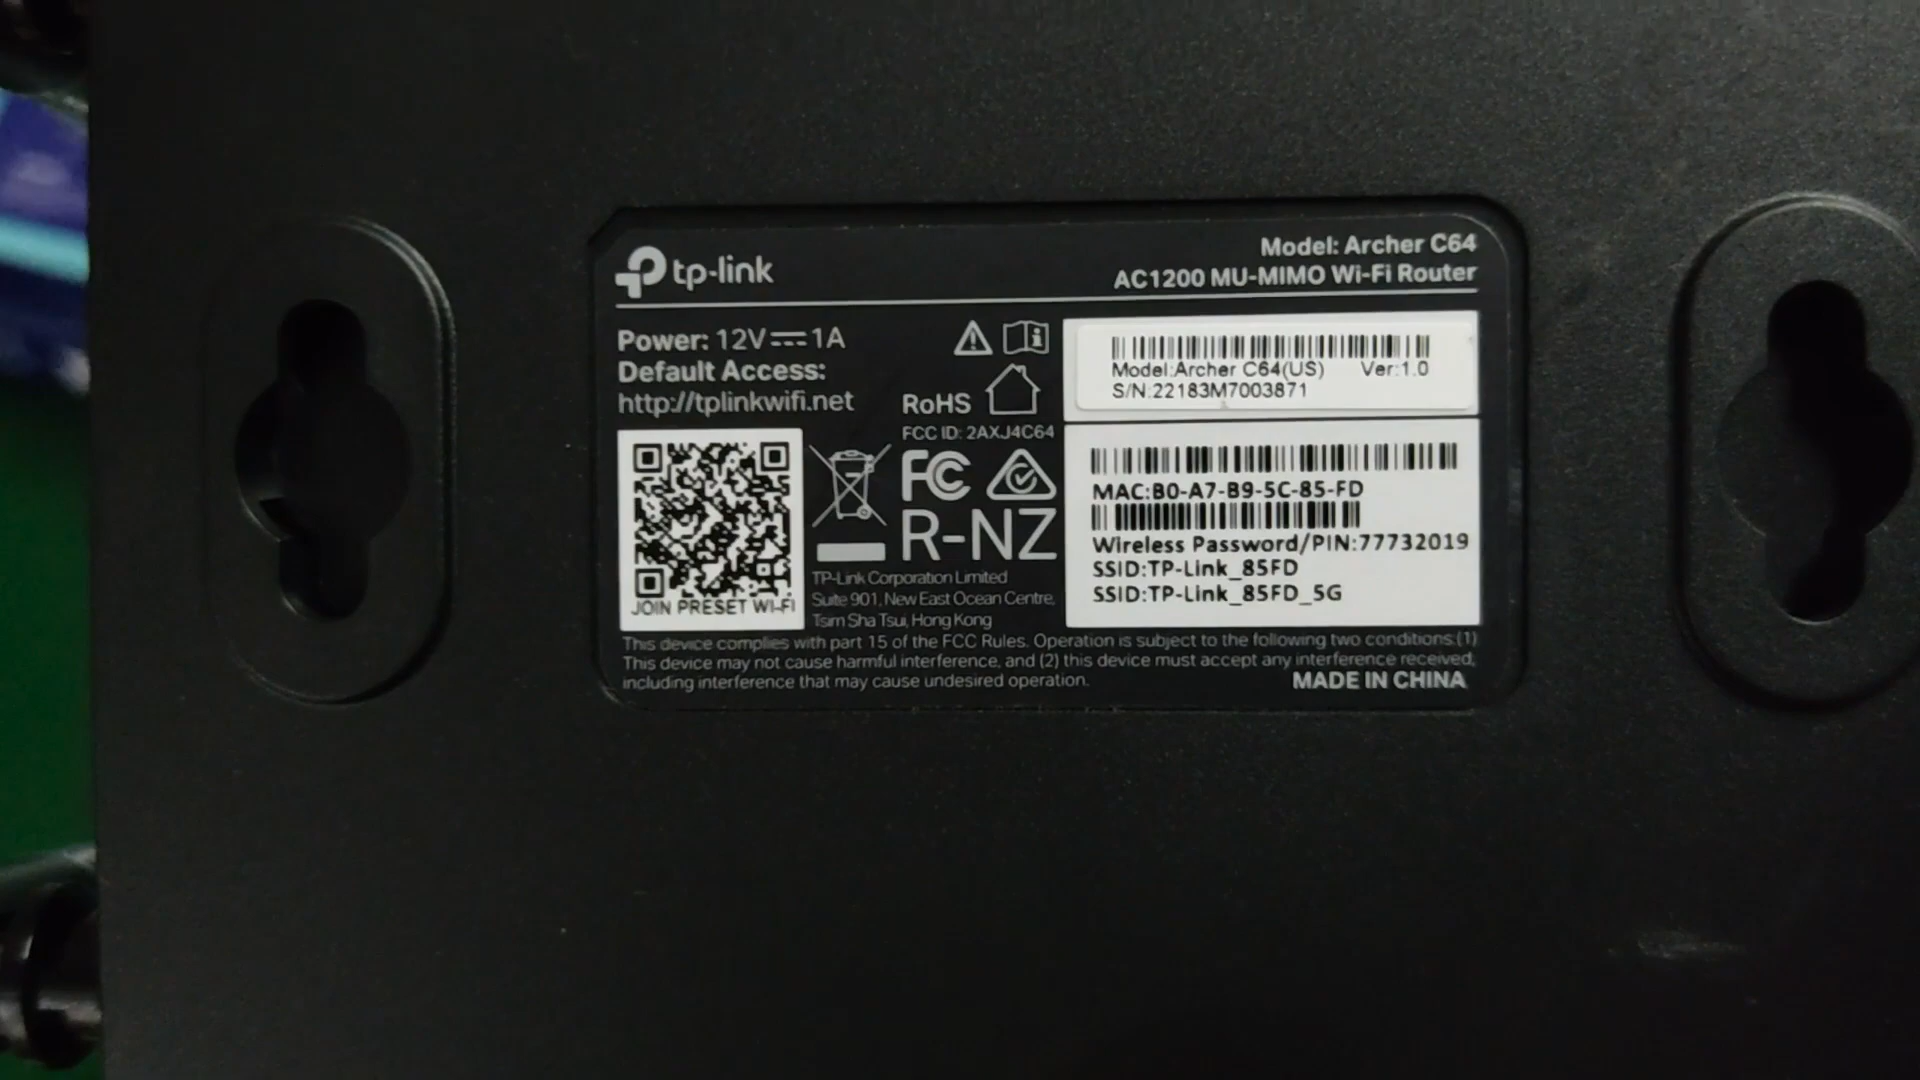 tp-link
Model: Archer C64
AC1200 MU-MIMO Wi-Fi Router
Power: 12V⎓1A
Default Access:
http://tplinkwifi.net
RoHS
FCC ID: 2AXJ4C64
FC
R-NZ
JOIN PRESET WI-FI
TP-Link Corporation Limited
Suite 901, New East Ocean Centre,
Tsim Sha Tsui, Hong Kong
Model:Archer C64(US) Ver:1.0
S/N:22183M7003871
MAC:B0-A7-B9-5C-85-FD
Wireless Password/PIN:77732019
SSID:TP-Link_85FD
SSID:TP-Link_85FD_5G
This device complies with part 15 of the FCC Rules. Operation is subject to the following two conditions:(1)
This device may not cause harmful interference, and (2) this device must accept any interference received,
including interference that may cause undesired operation.
MADE IN CHINA